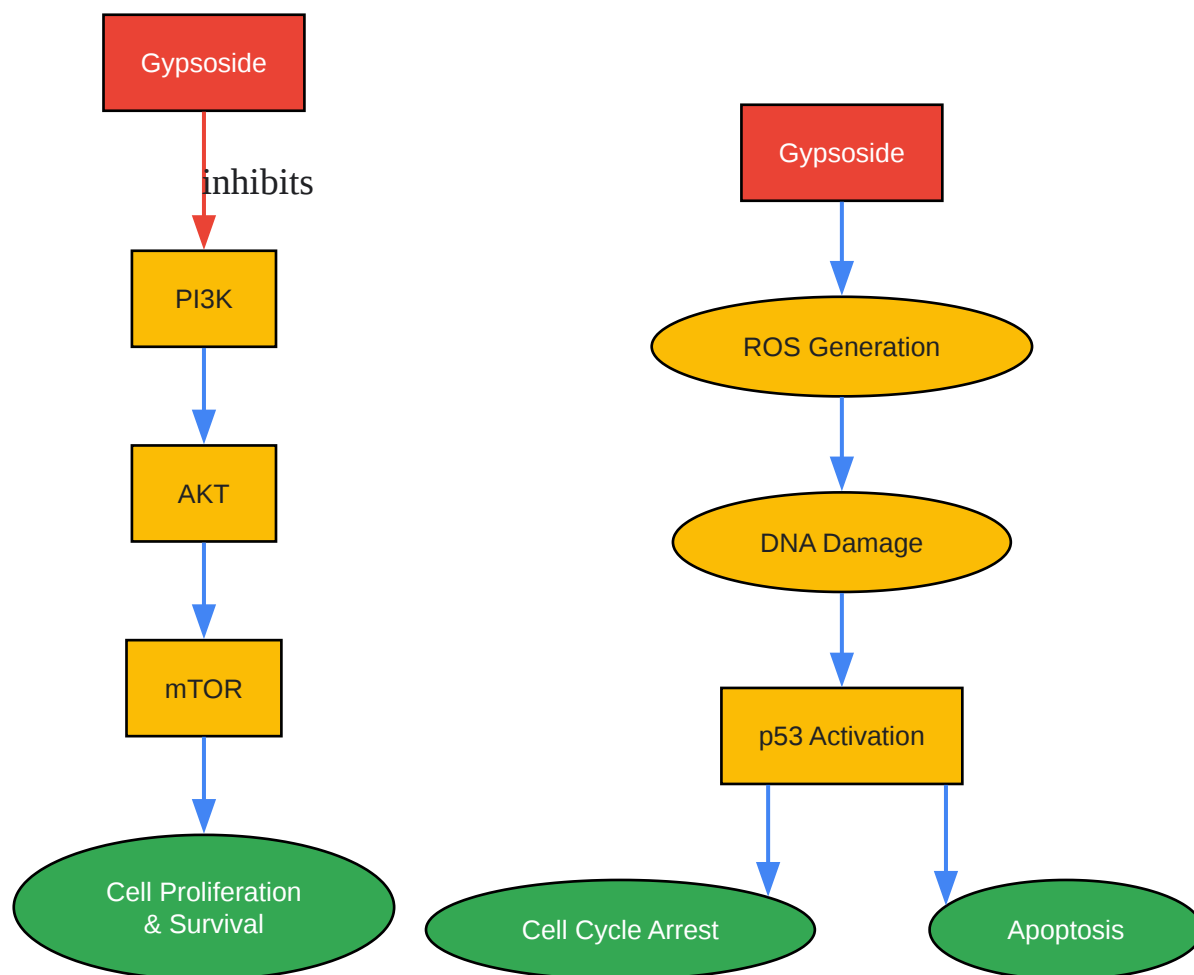 Gypsoside
inhibits
PI3K
AKT
mTOR
Cell Proliferation
& Survival
Gypsoside
ROS Generation
DNA Damage
p53 Activation
Cell Cycle Arrest
Apoptosis